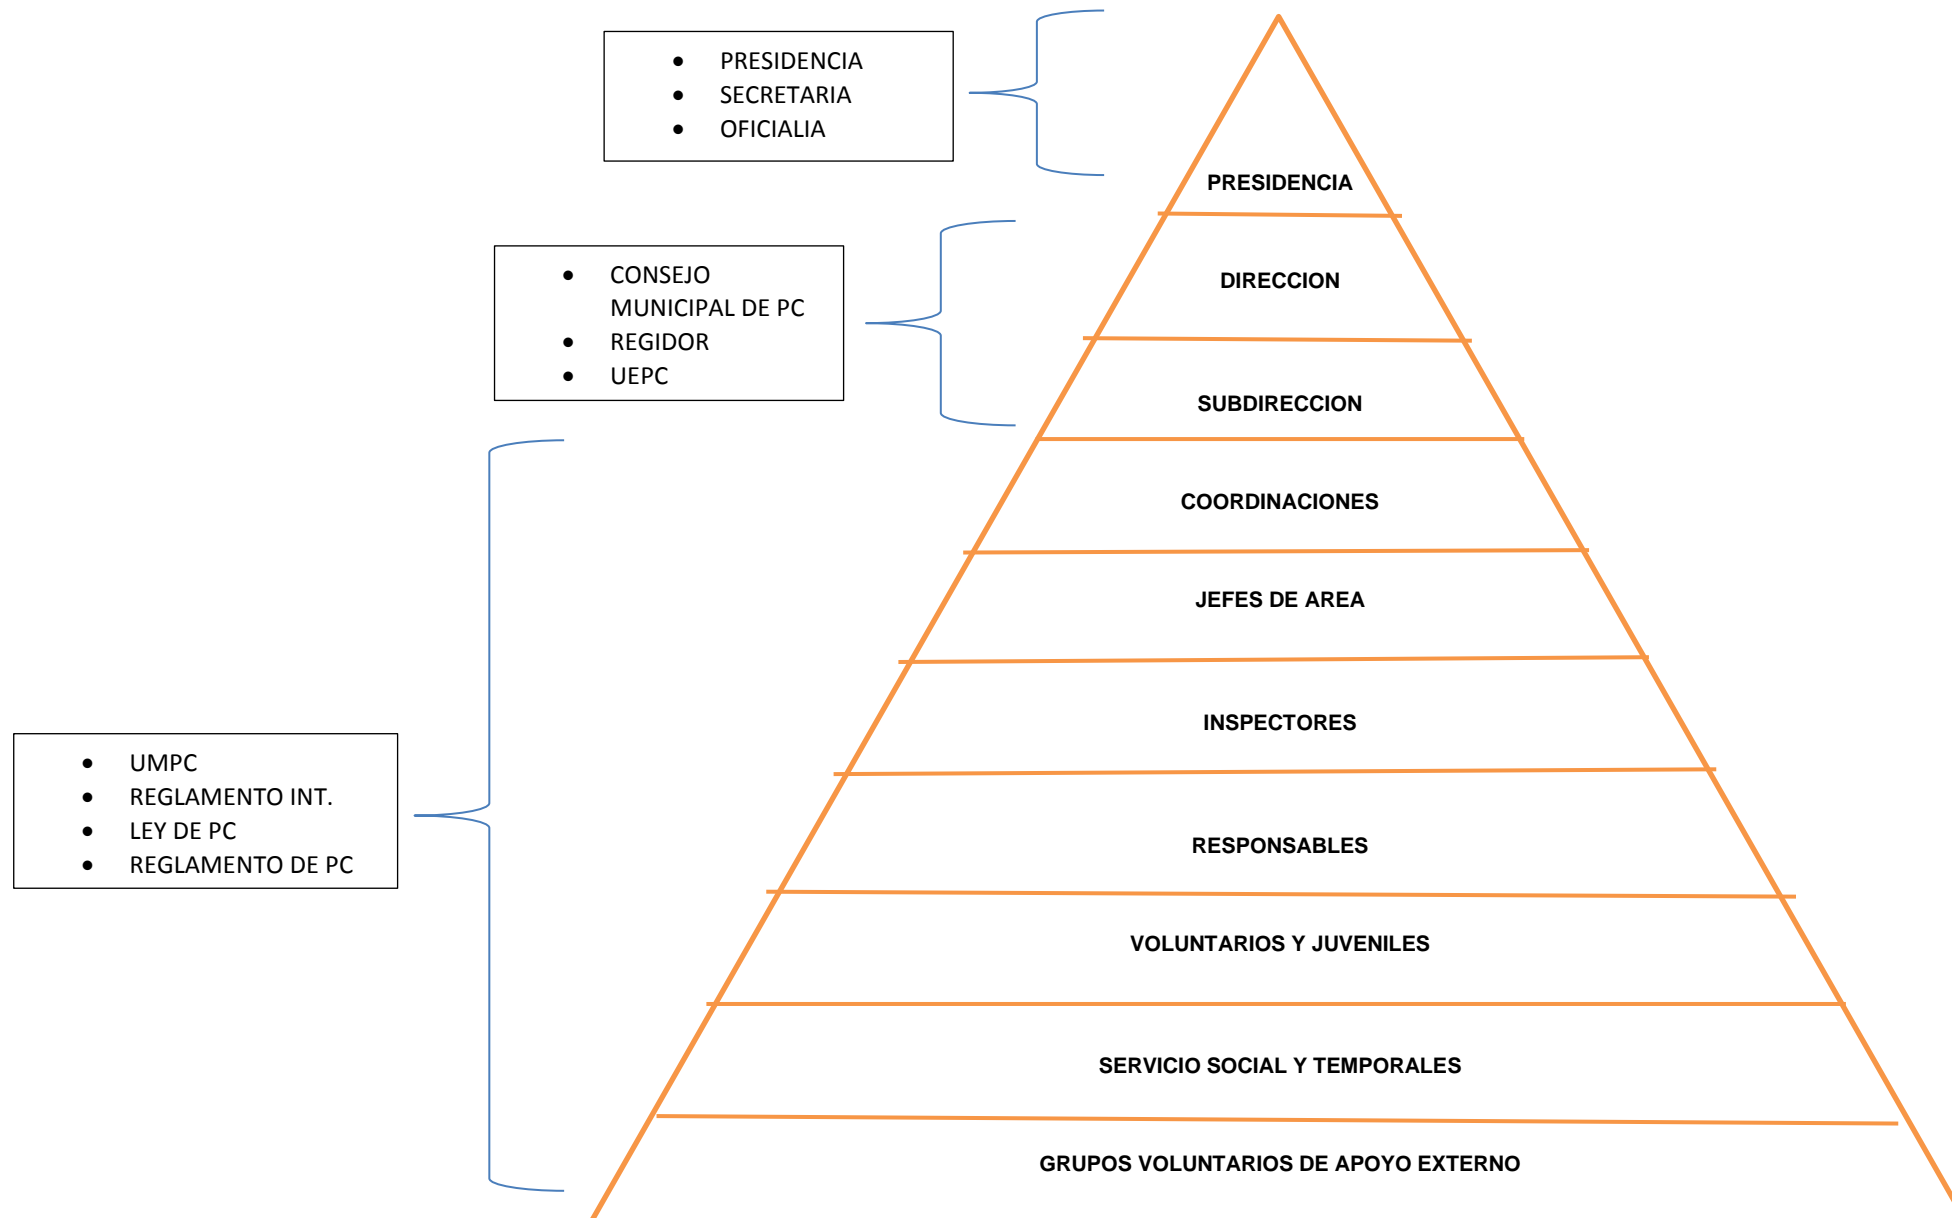 • PRESIDENCIA
• SECRETARIA
• OFICIALIA
PRESIDENCIA
• CONSEJO
MUNICIPAL DE PC
• REGIDOR
• UEPC
DIRECCION
SUBDIRECCION
• UMPC
• REGLAMENTO INT.
• LEY DE PC
• REGLAMENTO DE PC
COORDINACIONES
JEFES DE AREA
INSPECTORES
RESPONSABLES
VOLUNTARIOS Y JUVENILES
SERVICIO SOCIAL Y TEMPORALES
GRUPOS VOLUNTARIOS DE APOYO EXTERNO